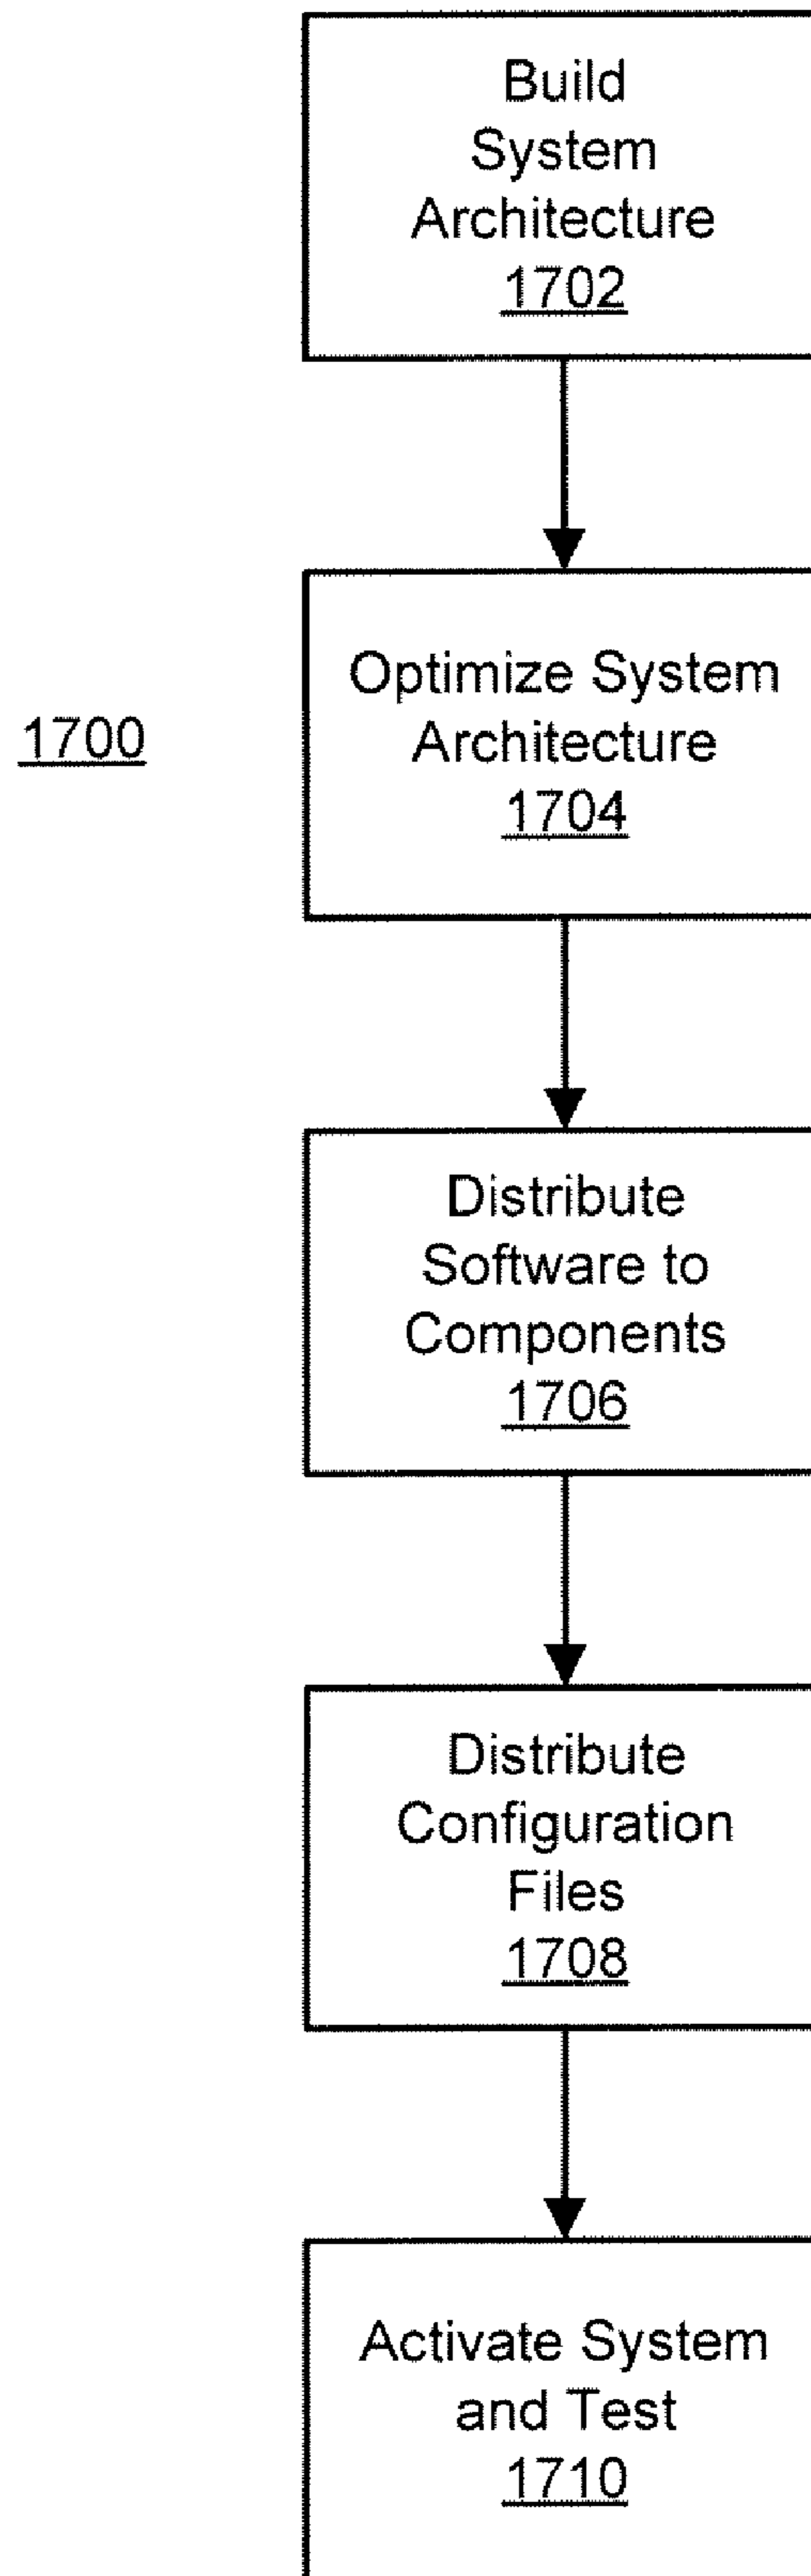 Build
System
Architecture
1702
1700
Optimize System
Architecture
1704
Distribute
Software to
Components
1706
Distribute
Configuration
Files
1708
Activate System
and Test
1710